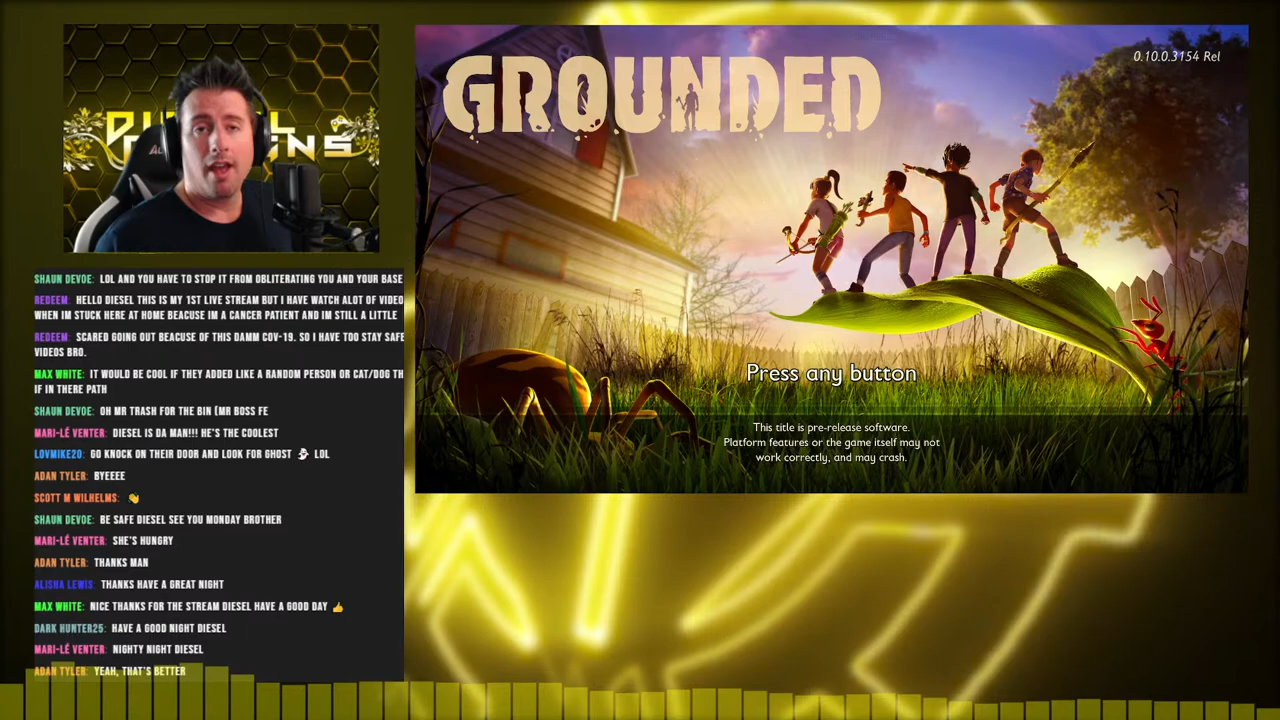 GROUNDED
0.10.0.3154 Rel
Press any button
This title is pre-release software.
Platform features or the game itself may not
work correctly, and may crash.
SHAUN DEVOE: LOL AND YOU HAVE TO STOP IT FROM OBLITERATING YOU AND YOUR BASE
REDEEM: HELLO DIESEL THIS IS MY 1ST LIVE STREAM BUT I HAVE WATCH ALOT OF VIDEO
WHEN IM STUCK HERE AT HOME BEACUSE IM A CANCER PATIENT AND IM STILL A LITTLE
REDEEM: SCARED GOING OUT BEACUSE OF THIS DAMM COV-19. SO I HAVE TOO STAY SAFE
VIDEOS BRO.
MAX WHITE: IT WOULD BE COOL IF THEY ADDED LIKE A RANDOM PERSON OR CAT/DOG TH
IF IN THERE PATH
SHAUN DEVOE: OH MR TRASH FOR THE BIN (MR BOSS FE
MARI-LÉ VENTER: DIESEL IS DA MAN!!! HE'S THE COOLEST
LOVMIKE20: GO KNOCK ON THEIR DOOR AND LOOK FOR GHOST 👻 LOL
ADAN TYLER: BYEEEE
SCOTT M WILHELMS: 👋
SHAUN DEVOE: BE SAFE DIESEL SEE YOU MONDAY BROTHER
MARI-LÉ VENTER: SHE'S HUNGRY
ADAN TYLER: THANKS MAN
ALISHA LEWIS: THANKS HAVE A GREAT NIGHT
MAX WHITE: NICE THANKS FOR THE STREAM DIESEL HAVE A GOOD DAY 👍
DARK HUNTER25: HAVE A GOOD NIGHT DIESEL
MARI-LÉ VENTER: NIGHTY NIGHT DIESEL
ADAN TYLER: YEAH, THAT'S BETTER